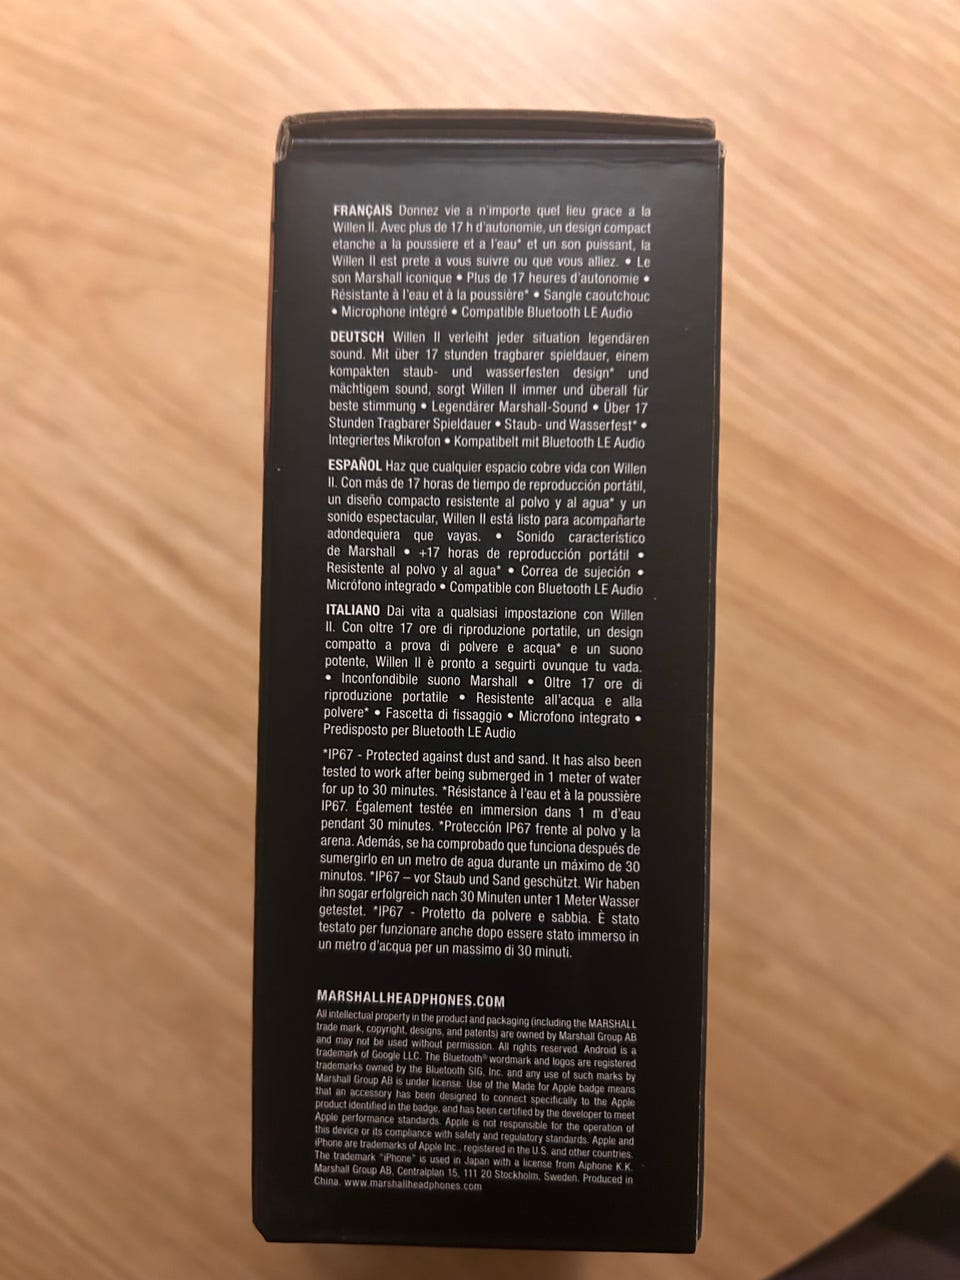 FRANÇAIS Donnez vie a n'importe quel lieu grace a la
Willen II. Avec plus de 17 h d'autonomie, un design compact
etanche a la poussiere et a l'eau* et un son puissant, la
Willen II est prete a vous suivre ou que vous alliez. • Le
son Marshall iconique • Plus de 17 heures d'autonomie •
Résistante à l'eau et à la poussière* • Sangle caoutchouc
• Microphone intégré • Compatible Bluetooth LE Audio
DEUTSCH Willen II verleiht jeder situation legendären
sound. Mit über 17 stunden tragbarer spieldauer, einem
kompakten staub- und wasserfesten design* und
mächtigem sound, sorgt Willen II immer und überall für
beste stimmung • Legendärer Marshall-Sound • Über 17
Stunden Tragbarer Spieldauer • Staub- und Wasserfest* •
Integriertes Mikrofon • Kompatibelt mit Bluetooth LE Audio
ESPAÑOL Haz que cualquier espacio cobre vida con Willen
II. Con más de 17 horas de tiempo de reproducción portátil,
un diseño compacto resistente al polvo y al agua* y un
sonido espectacular, Willen II está listo para acompañarte
adondequiera que vayas. • Sonido característico
de Marshall • +17 horas de reproducción portátil •
Resistente al polvo y al agua* • Correa de sujeción •
Micrófono integrado • Compatible con Bluetooth LE Audio
ITALIANO Dai vita a qualsiasi impostazione con Willen
II. Con oltre 17 ore di riproduzione portatile, un design
compatto a prova di polvere e acqua* e un suono
potente, Willen II è pronto a seguirti ovunque tu vada.
• Inconfondibile suono Marshall • Oltre 17 ore di
riproduzione portatile • Resistente all'acqua e alla
polvere* • Fascetta di fissaggio • Microfono integrato •
Predisposto per Bluetooth LE Audio
*IP67 - Protected against dust and sand. It has also been
tested to work after being submerged in 1 meter of water
for up to 30 minutes. *Résistance à l'eau et à la poussière
IP67. Également testée en immersion dans 1 m d'eau
pendant 30 minutes. *Protección IP67 frente al polvo y la
arena. Además, se ha comprobado que funciona después de
sumergirlo en un metro de agua durante un máximo de 30
minutos. *IP67 – vor Staub und Sand geschützt. Wir haben
ihn sogar erfolgreich nach 30 Minuten unter 1 Meter Wasser
getestet. *IP67 - Protetto da polvere e sabbia. È stato
testato per funzionare anche dopo essere stato immerso in
un metro d'acqua per un massimo di 30 minuti.
MARSHALLHEADPHONES.COM
All intellectual property in the product and packaging (including the MARSHALL
trade mark, copyright, designs, and patents) are owned by Marshall Group AB
and may not be used without permission. All rights reserved. Android is a
trademark of Google LLC. The Bluetooth® wordmark and logos are registered
trademarks owned by the Bluetooth SIG, Inc. and any use of such marks by
Marshall Group AB is under license. Use of the Made for Apple badge means
that an accessory has been designed to connect specifically to the Apple
product identified in the badge, and has been certified by the developer to meet
Apple performance standards. Apple is not responsible for the operation of
this device or its compliance with safety and regulatory standards. Apple and
iPhone are trademarks of Apple Inc., registered in the U.S. and other countries.
The trademark "iPhone" is used in Japan with a license from Aiphone K.K.
Marshall Group AB, Centralplan 15, 111 20 Stockholm, Sweden. Produced in
China. www.marshallheadphones.com